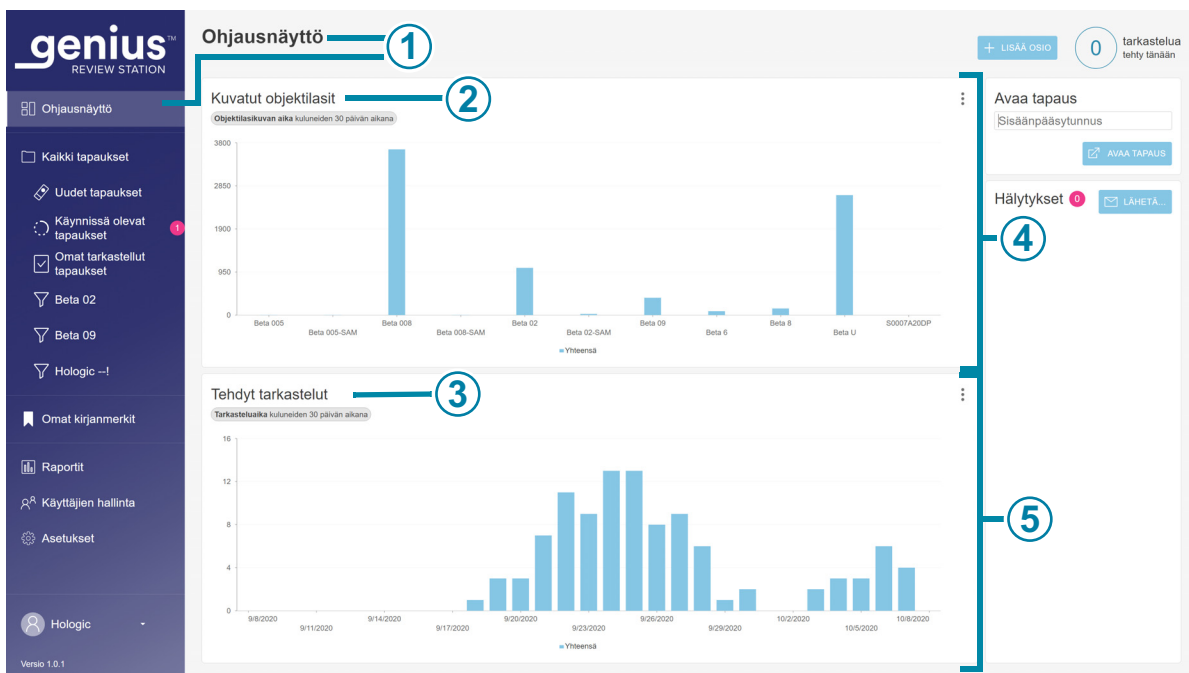 genius™
REVIEW STATION
Ohjausnäyttö
Kaikki tapaukset
Uudet tapaukset
Käynnissä olevat
tapaukset
1
Omat tarkastellut
tapaukset
Beta 02
Beta 09
Hologic --!
Omat kirjanmerkit
Raportit
Käyttäjien hallinta
Asetukset
Hologic
Versio 1.0.1
Ohjausnäyttö
1
+ LISÄÄ OSIO
0
tarkastelua
tehty tänään
Kuvatut objektilasit
2
Objektilasikuvan aika kuluneiden 30 päivän aikana
3800
2850
1900
950
0
Beta 005
Beta 005-SAM
Beta 008
Beta 008-SAM
Beta 02
Beta 02-SAM
Beta 09
Beta 6
Beta 8
Beta U
S0007A20DP
Yhteensä
4
Tehdyt tarkastelut
3
Tarkasteluaika kuluneiden 30 päivän aikana
16
12
8
4
0
9/8/2020
9/11/2020
9/14/2020
9/17/2020
9/20/2020
9/23/2020
9/26/2020
9/29/2020
10/2/2020
10/5/2020
10/8/2020
Yhteensä
5
Avaa tapaus
Sisäänpääsytunnus
AVAA TAPAUS
Hälytykset 0
LÄHETÄ...